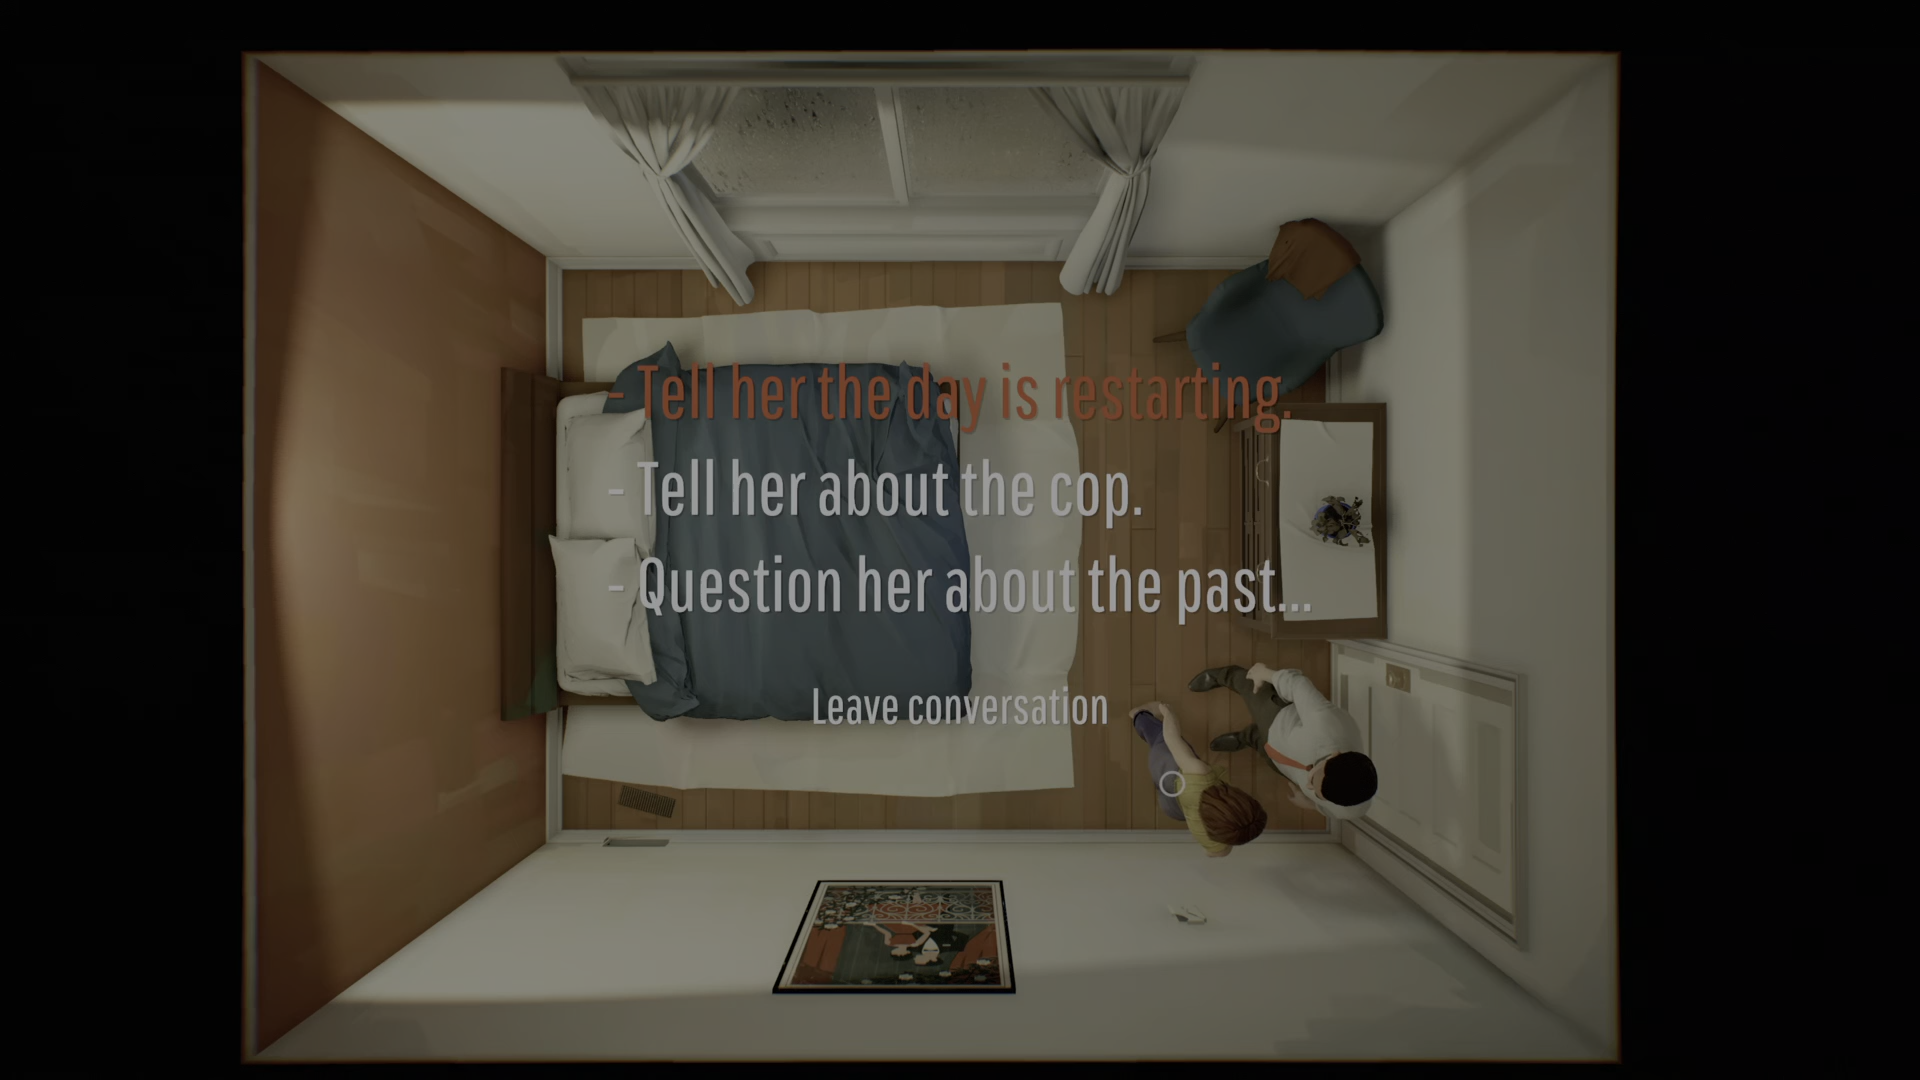 - Tell her the day is restarting.
- Tell her about the cop.
- Question her about the past...
Leave conversation